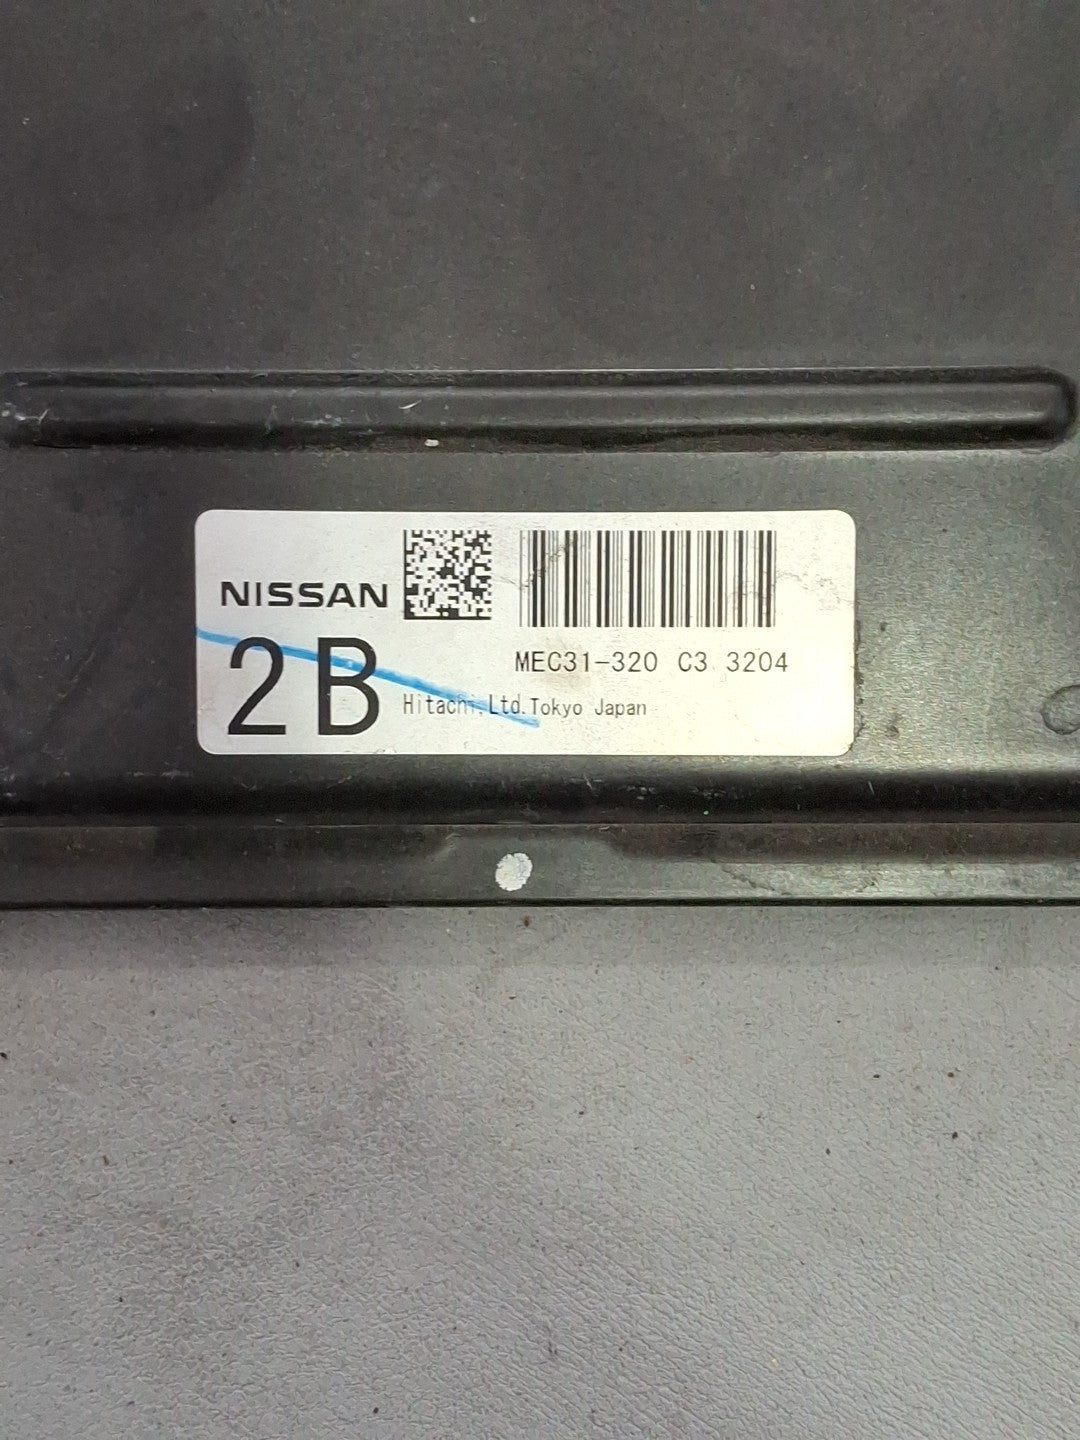 NISSAN
2B
MEC31-320 C3 3204
Hitachi,Ltd.Tokyo Japan